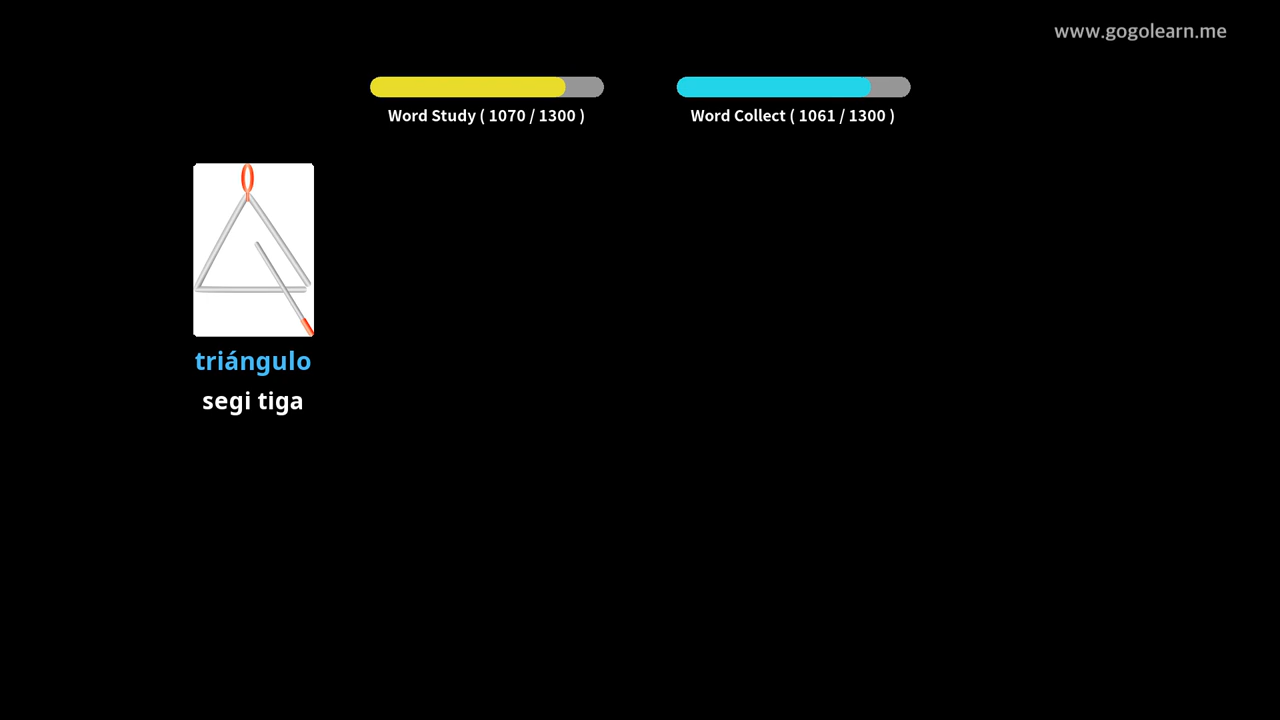 www.gogolearn.me
Word Study ( 1070 / 1300 )
Word Collect ( 1061 / 1300 )
triángulo
segi tiga